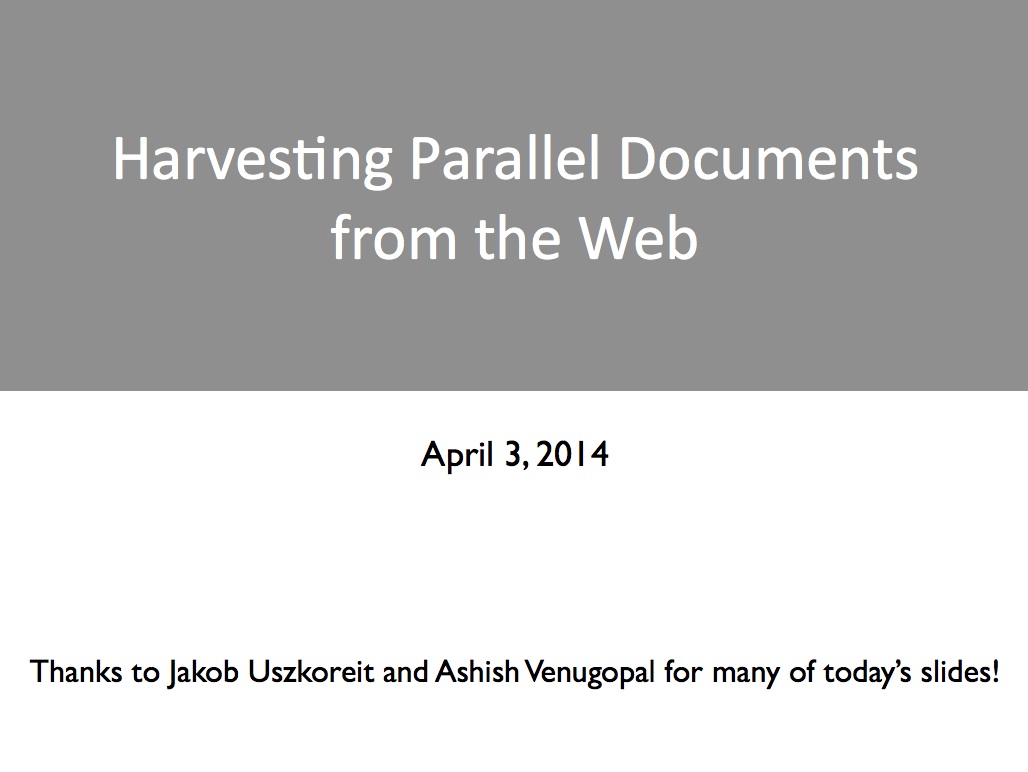 Harvesting Parallel Documents
from the Web
April 3, 2014
Thanks to Jakob Uszkoreit and Ashish Venugopal for many of today’s slides!